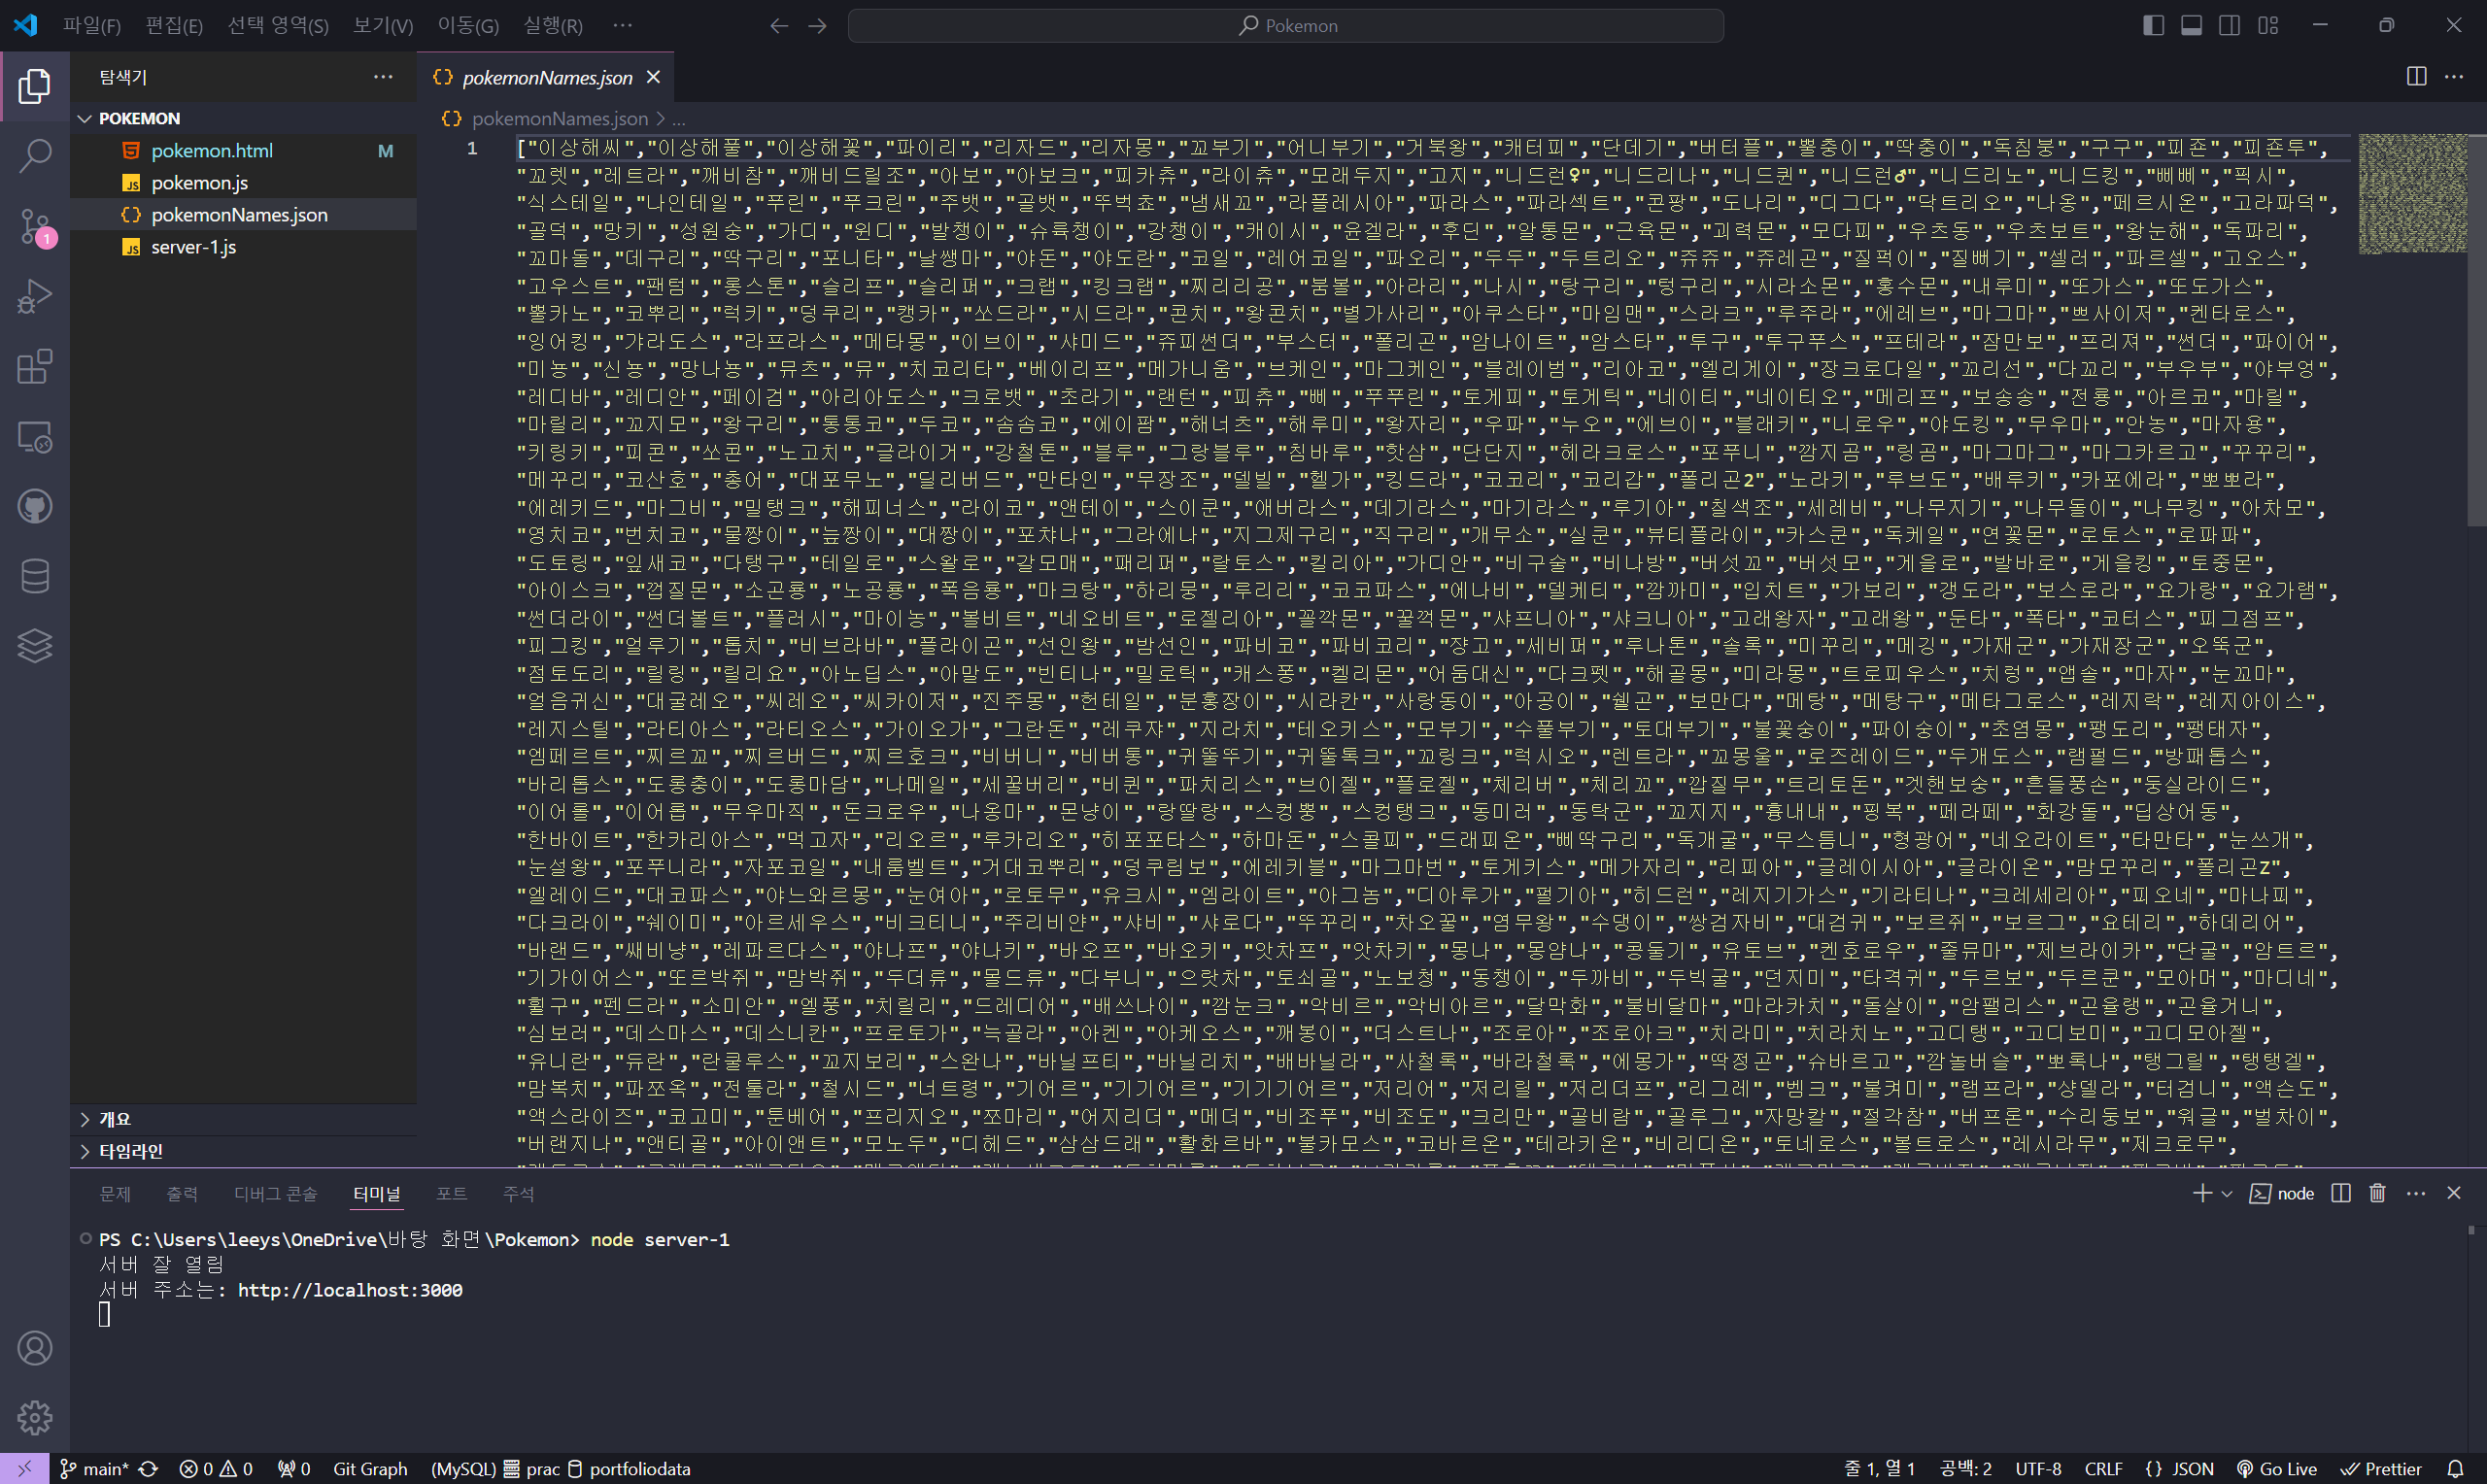 파일(F) 편집(E) 선택 영역(S) 보기(V) 이동(G) 실행(R) ···
Pokemon
탐색기
pokemonNames.json
POKEMON
pokemon.html M
pokemon.js
pokemonNames.json
server-1.js
1
pokemonNames.json > ...
1
["이상해씨","이상해풀","이상해꽃","파이리","리자드","리자몽","꼬부기","어니부기","거북왕","캐터피","단데기","버터플","뿔충이","딱충이","독침붕","구구","피죤","피죤투",
"꼬렛","레트라","깨비참","깨비드릴조","아보","아보크","피카츄","라이츄","모래두지","고지","니드런♀","니드리나","니드퀸","니드런♂","니드리노","니드킹","삐삐","픽시",
"식스테일","나인테일","푸린","푸크린","주뱃","골뱃","뚜벅쵸","냄새꼬","라플레시아","파라스","파라섹트","콘팡","도나리","디그다","닥트리오","나옹","페르시온","고라파덕",
"골덕","망키","성원숭","가디","윈디","발챙이","슈륙챙이","강챙이","캐이시","윤겔라","후딘","알통몬","근육몬","괴력몬","모다피","우츠동","우츠보트","왕눈해","독파리",
"꼬마돌","데구리","딱구리","포니타","날쌩마","야돈","야도란","코일","레어코일","파오리","두두","두트리오","쥬쥬","쥬레곤","질퍽이","질뻐기","셀러","파르셀","고오스",
"고우스트","팬텀","롱스톤","슬리프","슬리퍼","크랩","킹크랩","찌리리공","붐볼","아라리","나시","탕구리","텅구리","시라소몬","홍수몬","내루미","또가스","또도가스",
"뿔카노","코뿌리","럭키","덩쿠리","캥카","쏘드라","시드라","콘치","왕콘치","별가사리","아쿠스타","마임맨","스라크","루주라","에레브","마그마","쁘사이저","켄타로스",
"잉어킹","갸라도스","라프라스","메타몽","이브이","샤미드","쥬피썬더","부스터","폴리곤","암나이트","암스타","투구","투구푸스","프테라","잠만보","프리져","썬더","파이어",
"미뇽","신뇽","망나뇽","뮤츠","뮤","치코리타","베이리프","메가니움","브케인","마그케인","블레이범","리아코","엘리게이","장크로다일","꼬리선","다꼬리","부우부","야부엉",
"레디바","레디안","페이검","아리아도스","크로뱃","초라기","랜턴","피츄","삐","푸푸린","토게피","토게틱","네이티","네이티오","메리프","보송송","전룡","아르코","마릴",
"마릴리","꼬지모","왕구리","통통코","두코","솜솜코","에이팜","해너츠","해루미","왕자리","우파","누오","에브이","블래키","니로우","야도킹","무우마","안농","마자용",
"키링키","피콘","쏘콘","노고치","글라이거","강철톤","블루","그랑블루","침바루","핫삼","단단지","헤라크로스","포푸니","깜지곰","링곰","마그마그","마그카르고","꾸꾸리",
"메꾸리","코산호","총어","대포무노","딜리버드","만타인","무장조","델빌","헬가","킹드라","코코리","코리갑","폴리곤2","노라키","루브도","배루키","카포에라","뽀뽀라",
"에레키드","마그비","밀탱크","해피너스","라이코","앤테이","스이쿤","애버라스","데기라스","마기라스","루기아","칠색조","세레비","나무지기","나무돌이","나무킹","아차모",
"영치코","번치코","물짱이","늪짱이","대짱이","포챠나","그라에나","지그제구리","직구리","개무소","실쿤","뷰티플라이","카스쿤","독케일","연꽃몬","로토스","로파파",
"도토링","잎새코","다탱구","테일로","스왈로","갈모매","패리퍼","랄토스","킬리아","가디안","비구술","비나방","버섯꼬","버섯모","게을로","발바로","게을킹","토중몬",
"아이스크","껍질몬","소곤룡","노공룡","폭음룡","마크탕","하리뭉","루리리","코코파스","에나비","델케티","깜까미","입치트","가보리","갱도라","보스로라","요가랑","요가램",
"썬더라이","썬더볼트","플러시","마이농","볼비트","네오비트","로젤리아","꼴깍몬","꿀꺽몬","샤프니아","샤크니아","고래왕자","고래왕","둔타","폭타","코터스","피그점프",
"피그킹","얼루기","톱치","비브라바","플라이곤","선인왕","밤선인","파비코","파비코리","쟝고","세비퍼","루나톤","솔록","미꾸리","메깅","가재군","가재장군","오뚝군",
"점토도리","릴링","릴리요","아노딥스","아말도","빈티나","밀로틱","캐스퐁","켈리몬","어둠대신","다크펫","해골몽","미라몽","트로피우스","치렁","앱솔","마자","눈꼬마",
"얼음귀신","대굴레오","씨레오","씨카이저","진주몽","헌테일","분홍장이","시라칸","사랑동이","아공이","쉘곤","보만다","메탕","메탕구","메타그로스","레지락","레지아이스",
"레지스틸","라티아스","라티오스","가이오가","그란돈","레쿠쟈","지라치","테오키스","모부기","수풀부기","토대부기","불꽃숭이","파이숭이","초염몽","팽도리","팽태자",
"엠페르트","찌르꼬","찌르버드","찌르호크","비버니","비버통","귀뚤뚜기","귀뚤톡크","꼬링크","럭시오","렌트라","꼬몽울","로즈레이드","두개도스","램펄드","방패톱스",
"바리톱스","도롱충이","도롱마담","나메일","세꿀버리","비퀸","파치리스","브이젤","플로젤","체리버","체리꼬","깝질무","트리토돈","겟핸보숭","흔들풍손","둥실라이드",
"이어롤","이어롭","무우마직","돈크로우","나옹마","몬냥이","랑딸랑","스컹뿡","스컹탱크","동미러","동탁군","꼬지지","흉내내","핑복","페라페","화강돌","딥상어동",
"한바이트","한카리아스","먹고자","리오르","루카리오","히포포타스","하마돈","스콜피","드래피온","삐딱구리","독개굴","무스틈니","형광어","네오라이트","타만타","눈쓰개",
"눈설왕","포푸니라","자포코일","내룸벨트","거대코뿌리","덩쿠림보","에레키블","마그마번","토게키스","메가자리","리피아","글레이시아","글라이온","맘모꾸리","폴리곤Z",
"엘레이드","대코파스","야느와르몽","눈여아","로토무","유크시","엠라이트","아그놈","디아루가","펄기아","히드런","레지기가스","기라티나","크레세리아","피오네","마나피",
"다크라이","쉐이미","아르세우스","비크티니","주리비얀","샤비","샤로다","뚜꾸리","차오꿀","염무왕","수댕이","쌍검자비","대검귀","보르쥐","보르그","요테리","하데리어",
"바랜드","쌔비냥","레파르다스","야나프","야나키","바오프","바오키","앗차프","앗차키","몽나","몽얌나","콩둘기","유토브","켄호로우","줄뮤마","제브라이카","단굴","암트르",
"기가이어스","또르박쥐","맘박쥐","두더류","몰드류","다부니","으랏차","토쇠골","노보청","동챙이","두까비","두빅굴","던지미","타격귀","두르보","두르쿤","모아머","마디네",
"휠구","펜드라","소미안","엘풍","치릴리","드레디어","배쓰나이","깜눈크","악비르","악비아르","달막화","불비달마","마라카치","돌살이","암팰리스","곤율랭","곤율거니",
"심보러","데스마스","데스니칸","프로토가","늑골라","아켄","아케오스","깨봉이","더스트나","조로아","조로아크","치라미","치라치노","고디탱","고디보미","고디모아젤",
"유니란","듀란","란쿨루스","꼬지보리","스완나","바닐프티","바닐리치","배바닐라","사철록","바라철록","에몽가","딱정곤","슈바르고","깜놀버슬","뽀록나","탱그릴","탱탱겔",
"맘복치","파쪼옥","전툴라","철시드","너트령","기어르","기기어르","기기기어르","저리어","저리릴","저리더프","리그레","벰크","불켜미","램프라","샹델라","터검니","액슨도",
"액스라이즈","코고미","툰베어","프리지오","쪼마리","어지리더","메더","비조푸","비조도","크리만","골비람","골루그","자망칼","절각참","버프론","수리둥보","워글","벌차이",
"버랜지나","앤티골","아이앤트","모노두","디헤드","삼삼드래","활화르바","불카모스","코바르온","테라키온","비리디온","토네로스","볼트로스","레시라무","제크로무",
개요
타임라인
문제 출력 디버그 콘솔 터미널 포트 주석
node
PS C:\Users\leeys\OneDrive\바탕 화면\Pokemon> node server-1
서버 잘 열림
서버 주소는: http://localhost:3000
main* 0 0 0 Git Graph (MySQL) prac portfoliodata
줄 1, 열 1 공백: 2 UTF-8 CRLF {} JSON Go Live Prettier